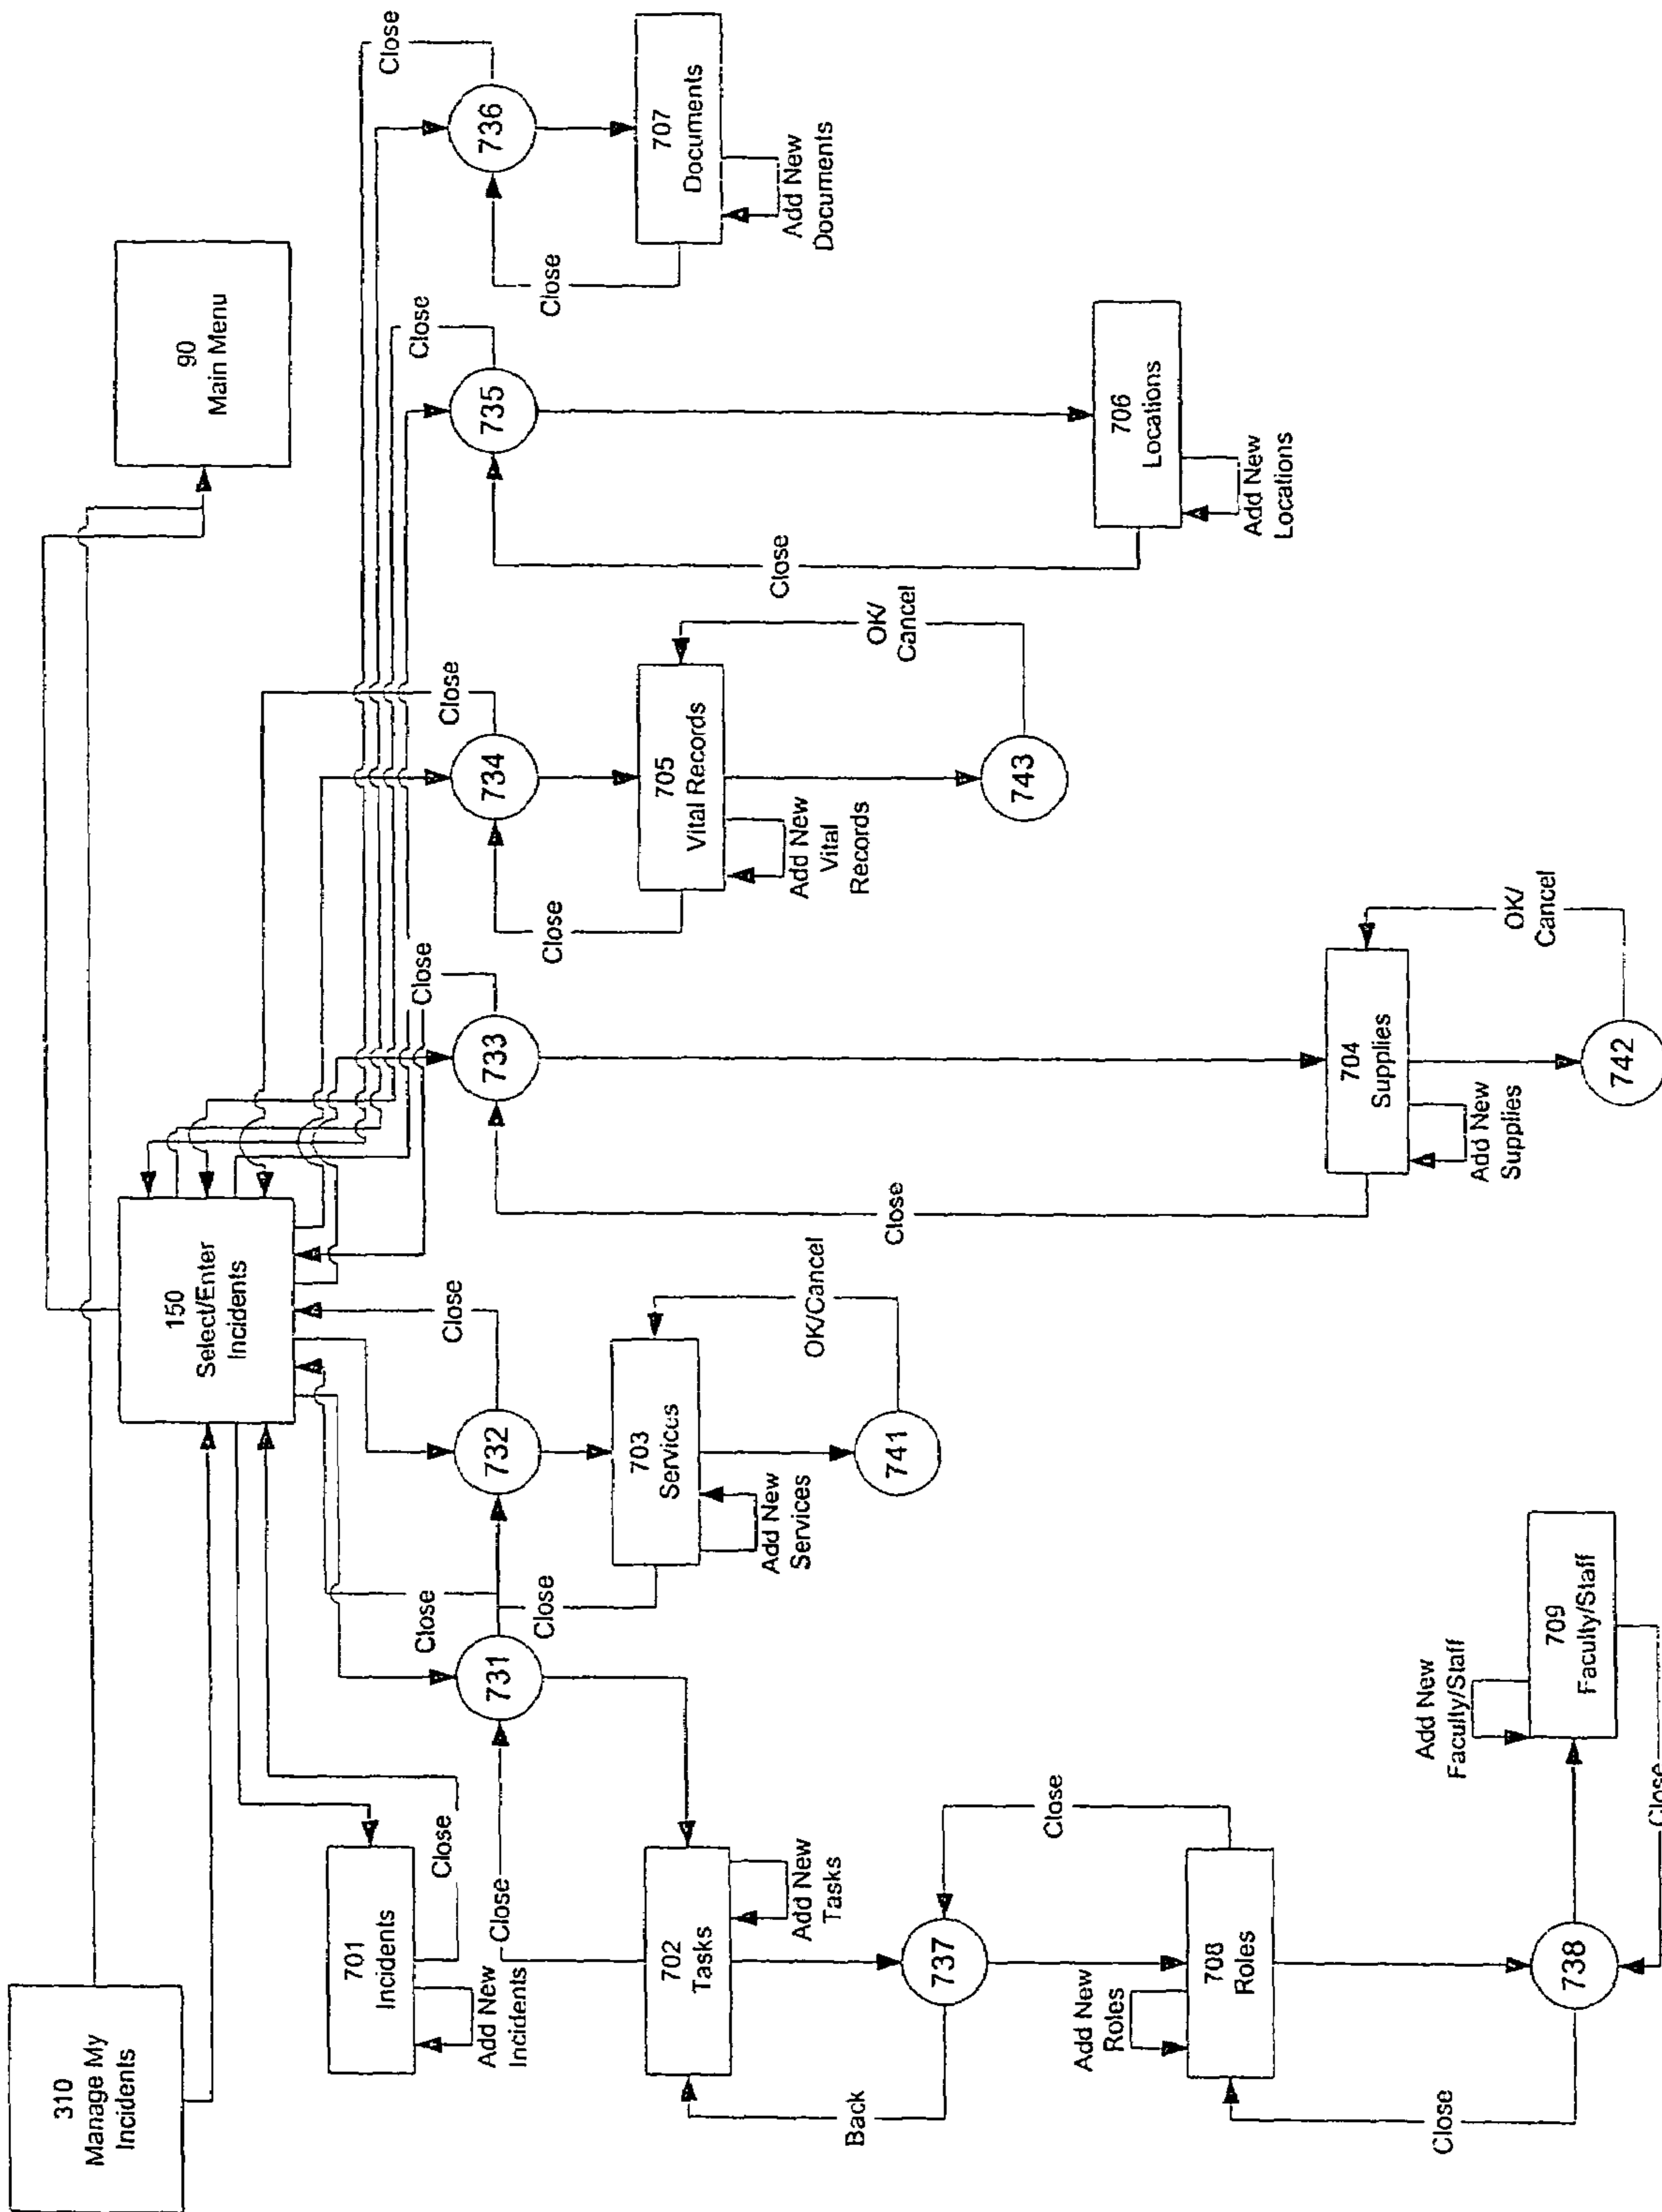 310
Manage My
Incidents
90
Main Menu
150
Select/Enter
Incidents
701
Incidents
Close
Add New
Incidents
Close
731
Close
Close
732
Close
733
Close
734
Close
735
Close
736
Close
702
Tasks
Add New
Tasks
703
Services
Add New
Services
OK/Cancel
741
Close
705
Vital Records
Add New
Vital
Records
Close
OK/
Cancel
743
707
Documents
Add New
Documents
Close
Back
737
Close
Close
704
Supplies
Add New
Supplies
OK/
Cancel
742
Close
706
Locations
Add New
Locations
Add New
Roles
708
Roles
Close
738
Add New
Faculty/Staff
709
Faculty/Staff
Close